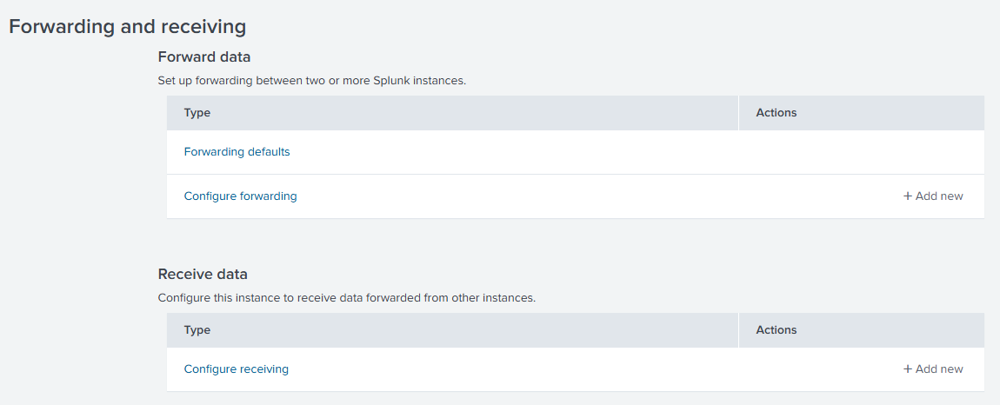 Forwarding and receiving
Forward data
Set up forwarding between two or more Splunk instances.
Type Actions
Forwarding defaults
Configure forwarding + Add new
Receive data
Configure this instance to receive data forwarded from other instances.
Type Actions
Configure receiving + Add new